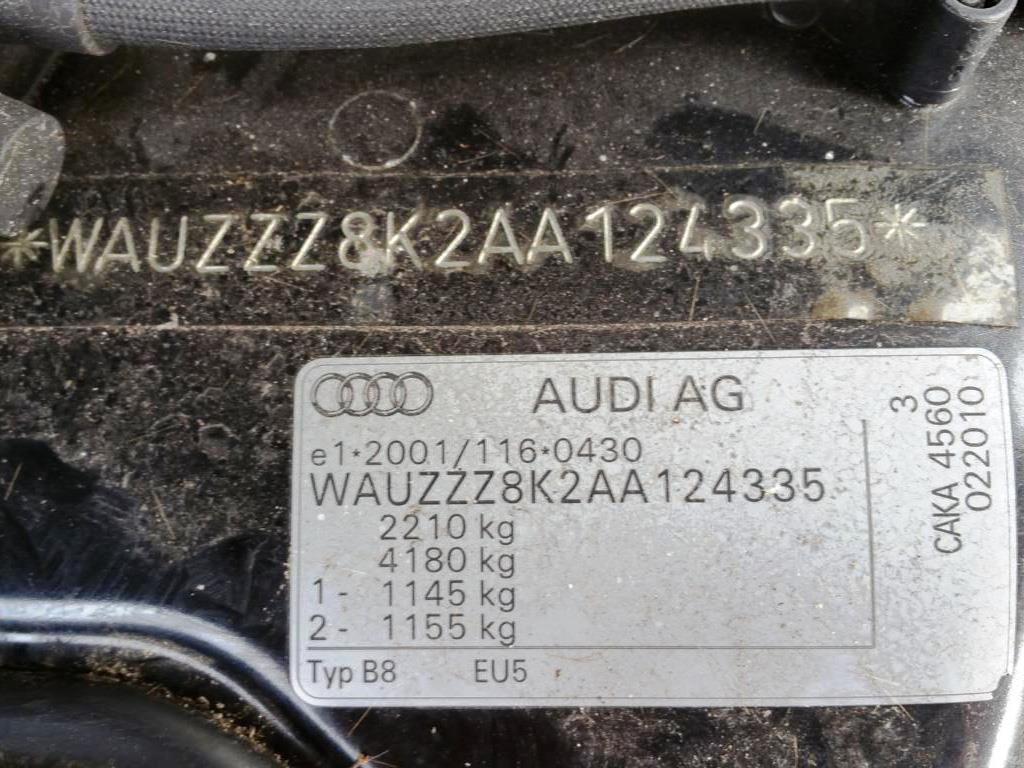 *WAUZZZ8K2AA124335*
AUDI AG
e1*2001/116*0430
WAUZZZ8K2AA124335
2210 kg
4180 kg
1- 1145 kg
2- 1155 kg
Typ B8 EU5
3
CAKA 4560
022010